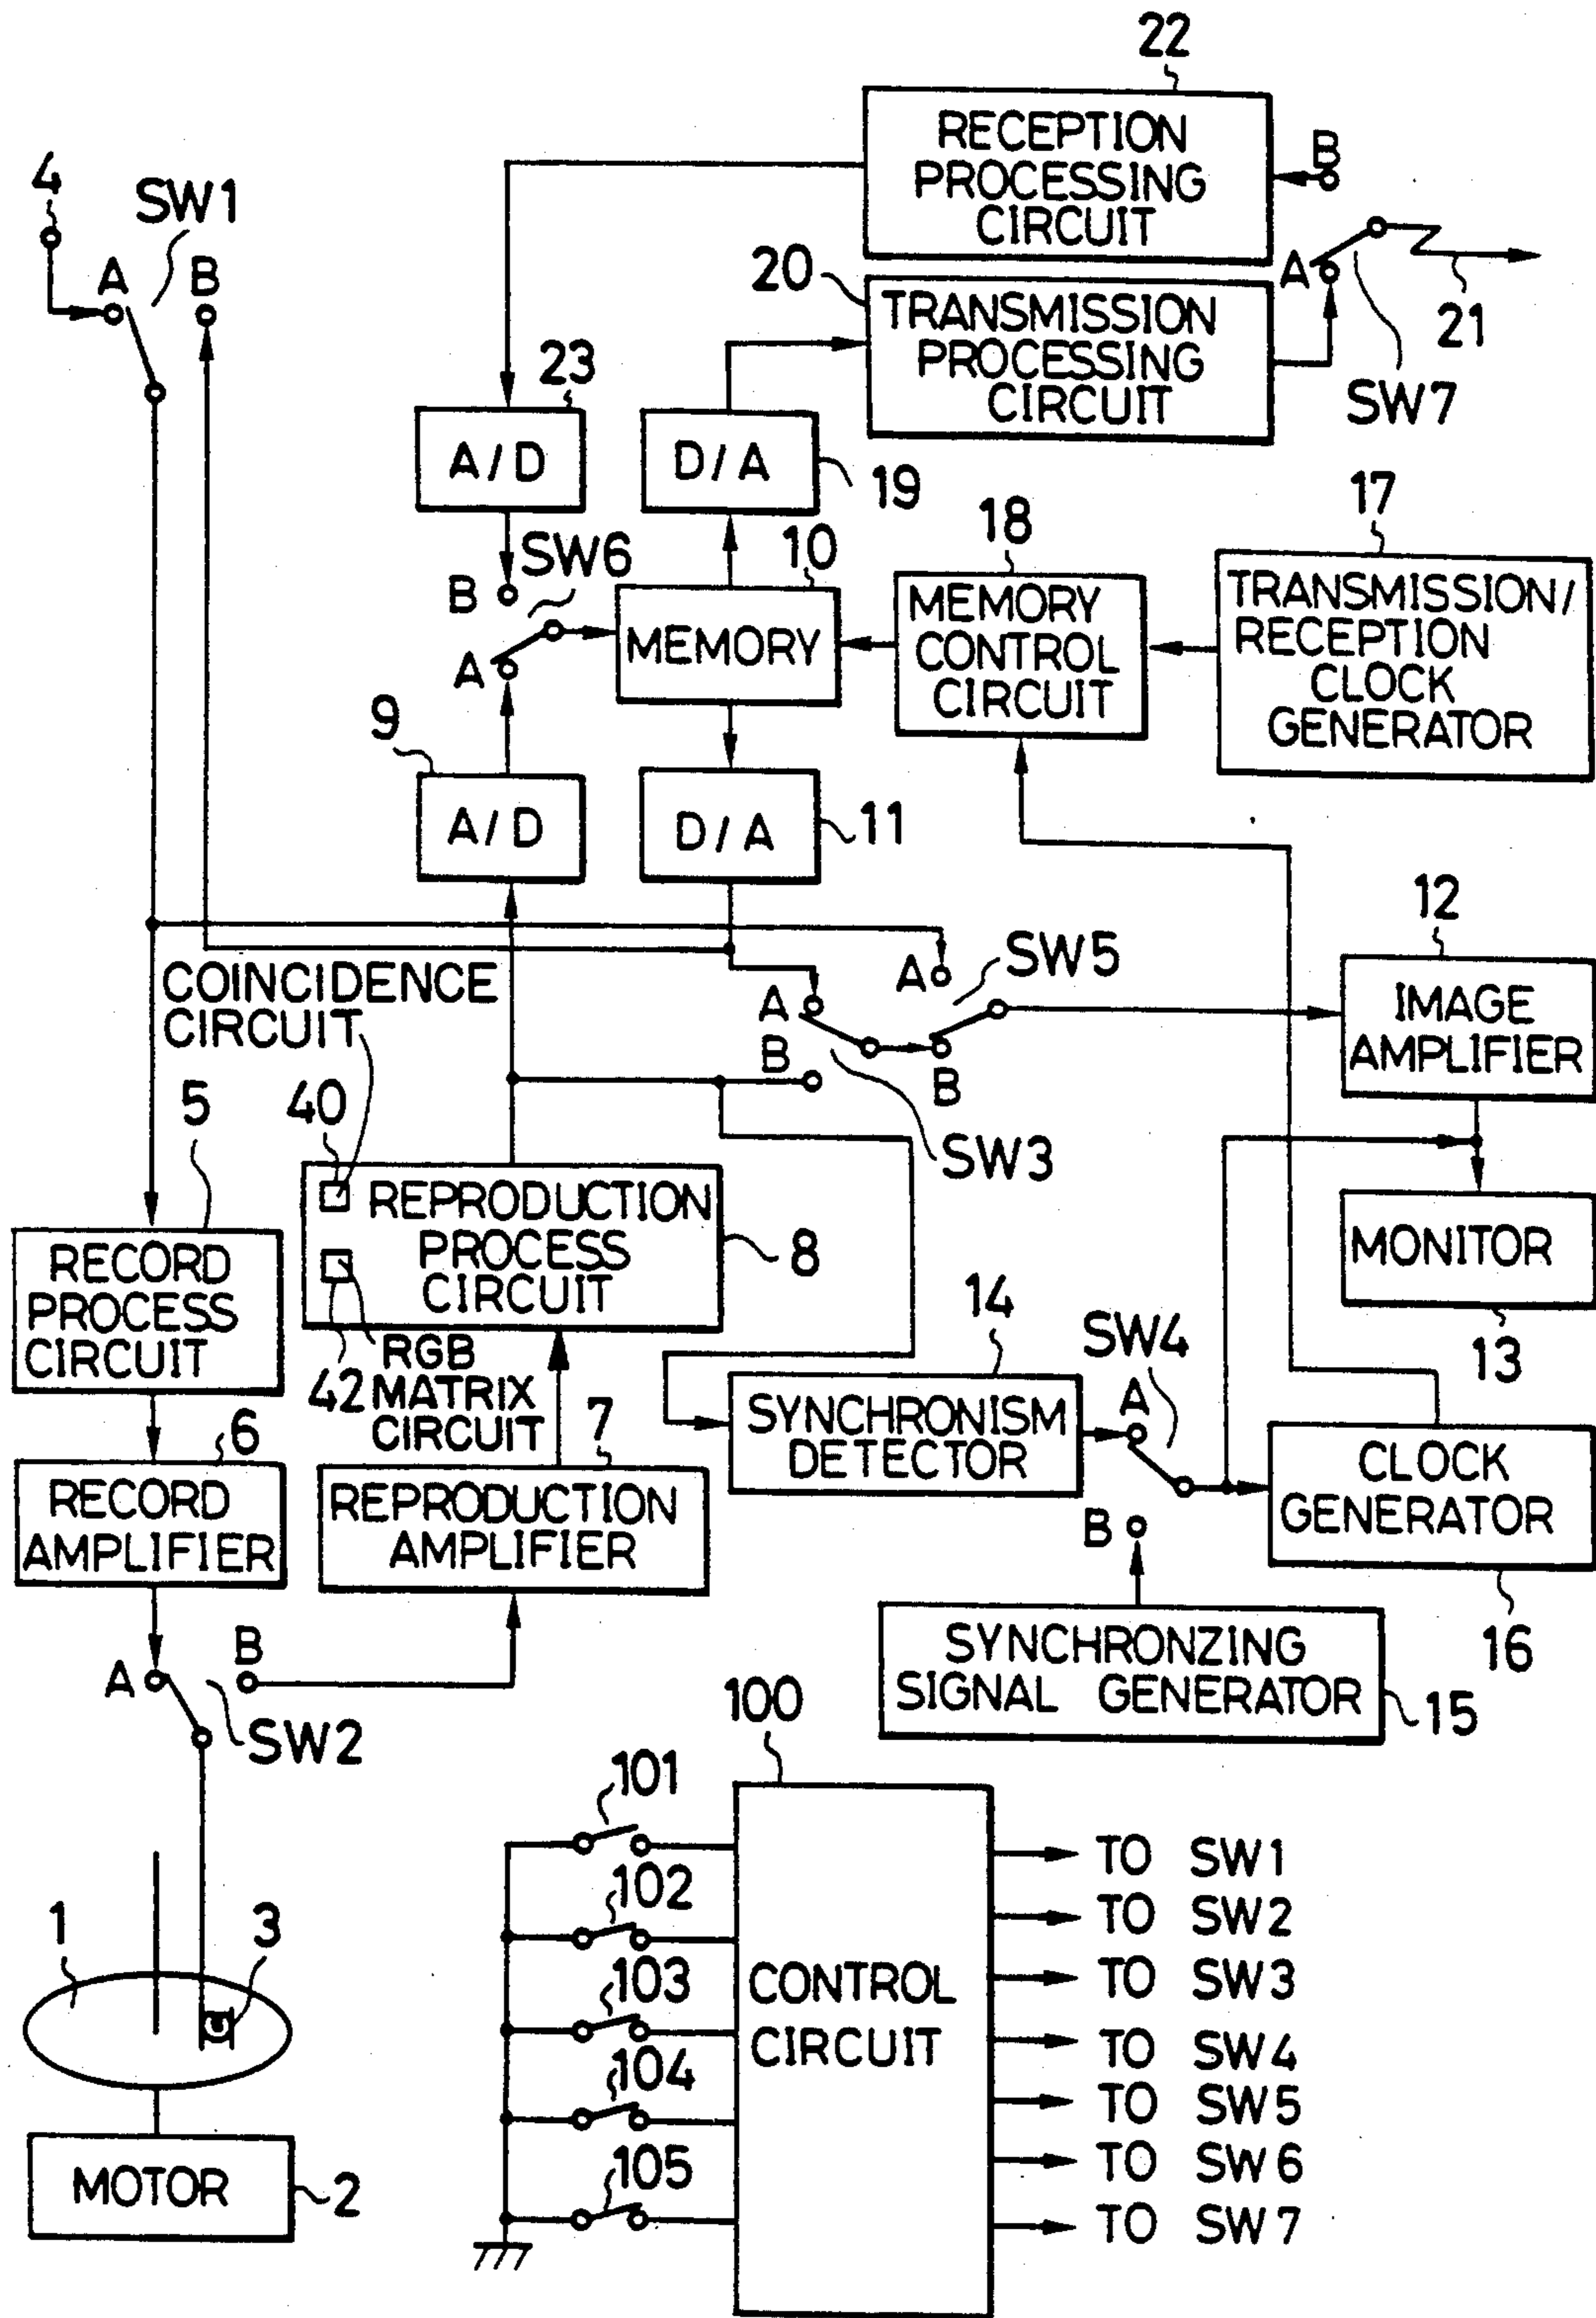 22
RECEPTION
PROCESSING
CIRCUIT
B
4
SW1
A
B
20
TRANSMISSION
PROCESSING
CIRCUIT
A
21
SW7
23
A/D
D/A
19
17
18
SW6
10
B
A
MEMORY
MEMORY
CONTROL
CIRCUIT
TRANSMISSION/
RECEPTION
CLOCK
GENERATOR
9
A/D
D/A
11
12
COINCIDENCE
CIRCUIT
A
SW5
A
B
B
IMAGE
AMPLIFIER
5
40
SW3
REPRODUCTION
PROCESS
CIRCUIT
8
MONITOR
13
RECORD
PROCESS
CIRCUIT
42
RGB
MATRIX
CIRCUIT
14
SW4
A
SYNCHRONISM
DETECTOR
B
CLOCK
GENERATOR
16
6
RECORD
AMPLIFIER
7
REPRODUCTION
AMPLIFIER
A
B
SW2
SYNCHRONZING
SIGNAL GENERATOR
15
100
101
102
103
104
105
CONTROL
CIRCUIT
TO SW1
TO SW2
TO SW3
TO SW4
TO SW5
TO SW6
TO SW7
1
3
MOTOR
2